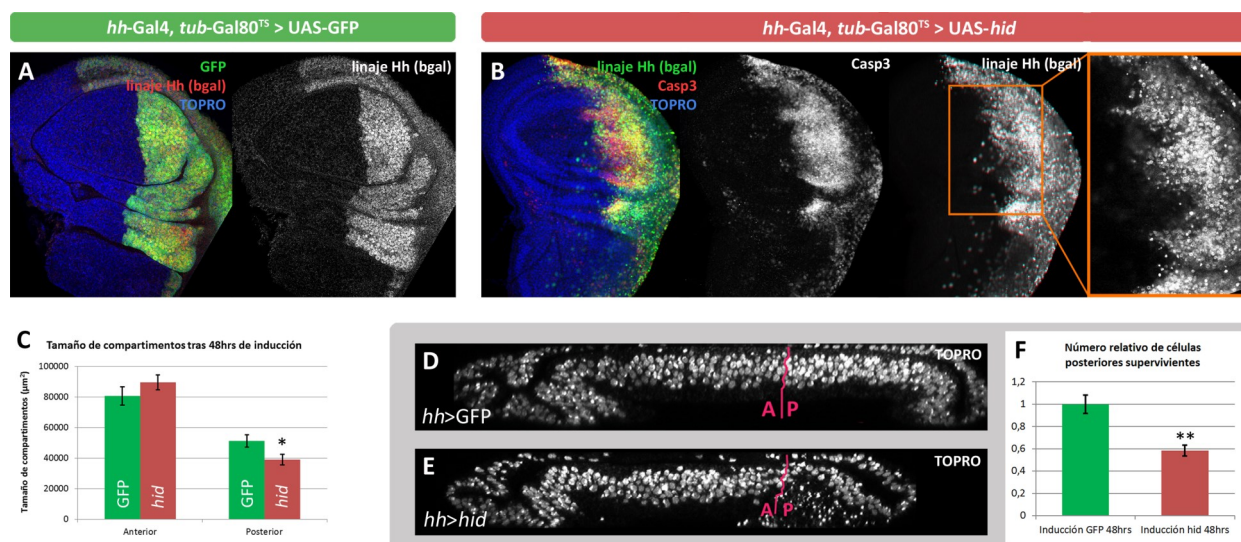 hh-Gal4, tub-Gal80TS > UAS-GFP
hh-Gal4, tub-Gal80TS > UAS-hid
A
GFP
linaje Hh (bgal)
TOPRO
linaje Hh (bgal)
B
linaje Hh (bgal)
Casp3
TOPRO
Casp3
linaje Hh (bgal)
C
Tamaño de compartimentos tras 48hrs de inducción
Tamaño de compartimentos (µm²)
100000
80000
60000
40000
20000
0
GFP
hid
GFP
hid
*
Anterior
Posterior
D
TOPRO
A P
hh>GFP
E
TOPRO
A P
hh>hid
F
Número relativo de células
posteriores supervivientes
1,2
1
0,8
0,6
0,4
0,2
0
**
Inducción GFP 48hrs
Inducción hid 48hrs